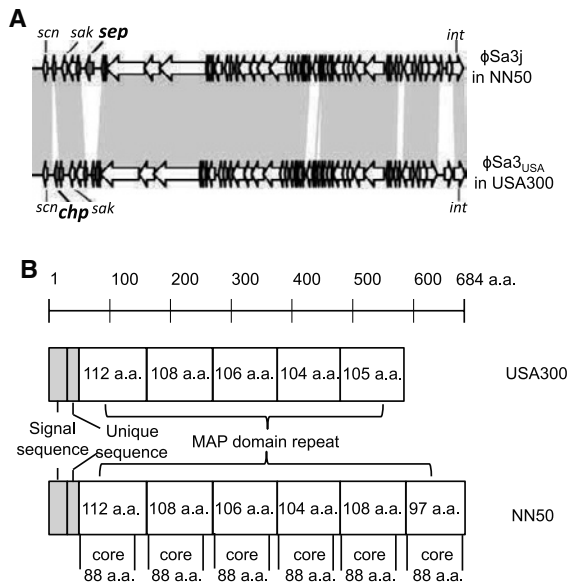 A
scn sak sep int
ϕSa3j
in NN50
ϕSa3USA
in USA300
scn chp sak int
B
1 100 200 300 400 500 600 684 a.a.
112 a.a. 108 a.a. 106 a.a. 104 a.a. 105 a.a. USA300
Signal
sequence
Unique
sequence
MAP domain repeat
112 a.a. 108 a.a. 106 a.a. 104 a.a. 108 a.a. 97 a.a. NN50
core core core core core core
88 a.a. 88 a.a. 88 a.a. 88 a.a. 88 a.a. 88 a.a.